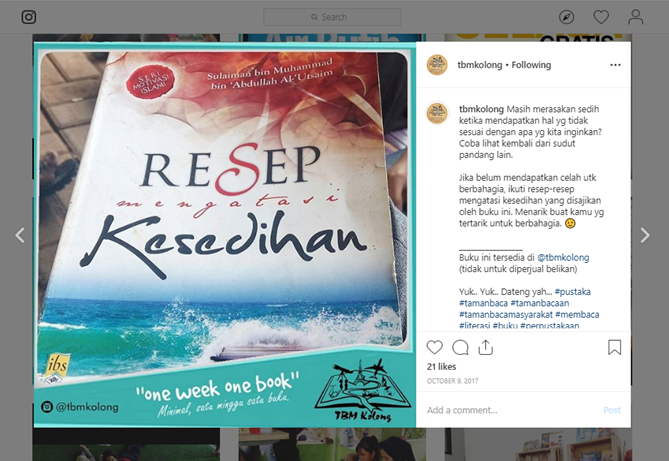 Search
GRATIS
SERI
MOTIVASI
ISLAMI
Sulaiman bin Muhammad
bin 'Abdullah Al-'Utsaim
RESEP
mengatasi
Kesedihan
ibs
"one week one book"
Minimal, satu minggu satu buku.
@tbmkolong
TBM Kolong
tbmkolong • Following
tbmkolong Masih merasakan sedih
ketika mendapatkan hal yg tidak
sesuai dengan apa yg kita inginkan?
Coba lihat kembali dari sudut
pandang lain.
Jika belum mendapatkan celah utk
berbahagia, ikuti resep-resep
mengatasi kesedihan yang disajikan
oleh buku ini. Menarik buat kamu yg
tertarik untuk berbahagia. 🙂
________________
Buku ini tersedia di @tbmkolong
(tidak untuk diperjual belikan)
Yuk.. Yuk.. Dateng yah... #pustaka
#tamanbaca #tamanbacaan
#tamanbacamasyarakat #membaca
#literasi #buku #perpustakaan
21 likes
OCTOBER 9, 2017
Add a comment...
Post